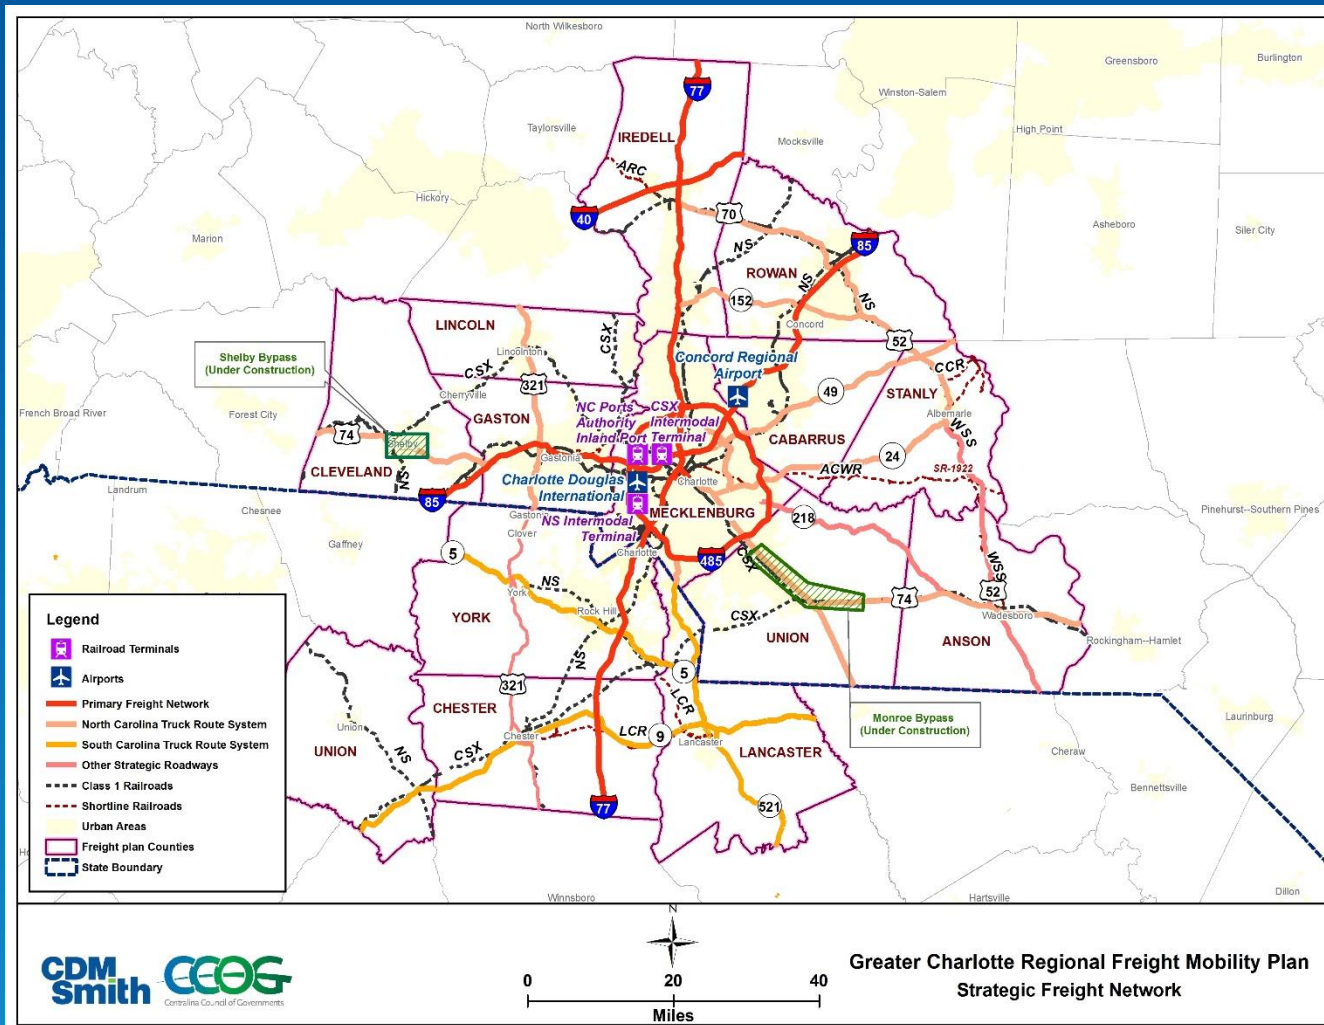 North Wilkesboro
Greensboro
Burlington
77
Winston-Salem
Taylorsville
High Point
IREDELL
Mocksville
ARC
Hickory
40
70
Asheboro
Siler City
Marion
85
NS
ROWAN
NS
NS
152
Concord
LINCOLN
CSX
52
Shelby Bypass
(Under Construction)
Lincolnton
Concord Regional
Airport
CCR
CSX
321
49
STANLY
Cherryville
French Broad River
Forest City
GASTON
NC Ports
Authority
Inland Port
CSX
Intermodal
Terminal
Albemarle
74
Shelby
CABARRUS
WSS
24
Gastonia
CLEVELAND
NS
ACWR
SR-1922
Charlotte Douglas
International
Charlotte
Landrum
85
Chesnee
Gastonia
NS Intermodal
Terminal
MECKLENBURG
218
Pinehurst--Southern Pines
Clover
Gaffney
5
Charlotte
485
CSX
WSS
NS
York
52
74
Rock Hill
YORK
CSX
Wadesboro
UNION
ANSON
Rockingham--Hamlet
NS
5
321
LCR
CHESTER
Monroe Bypass
(Under Construction)
Laurinburg
Union
UNION
NS
CSX
Chester
LCR
9
Lancaster
LANCASTER
Cheraw
Bennettsville
77
521
Legend
Railroad Terminals
Airports
Primary Freight Network
North Carolina Truck Route System
South Carolina Truck Route System
Other Strategic Roadways
Class 1 Railroads
Shortline Railroads
Urban Areas
Freight plan Counties
State Boundary
Winnsboro
Hartsville
Dillon
N
CDM
Smith
CCOG
Centralina Council of Governments
0 20 40
Miles
Greater Charlotte Regional Freight Mobility Plan
Strategic Freight Network